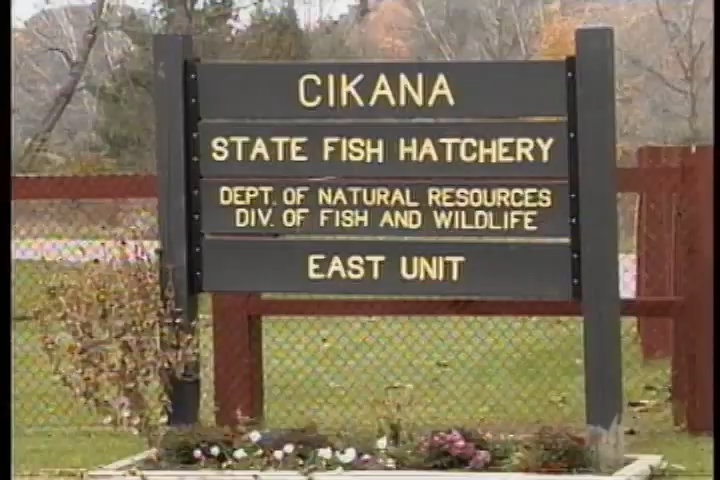 CIKANA
STATE FISH HATCHERY
DEPT. OF NATURAL RESOURCES
DIV. OF FISH AND WILDLIFE
EAST UNIT